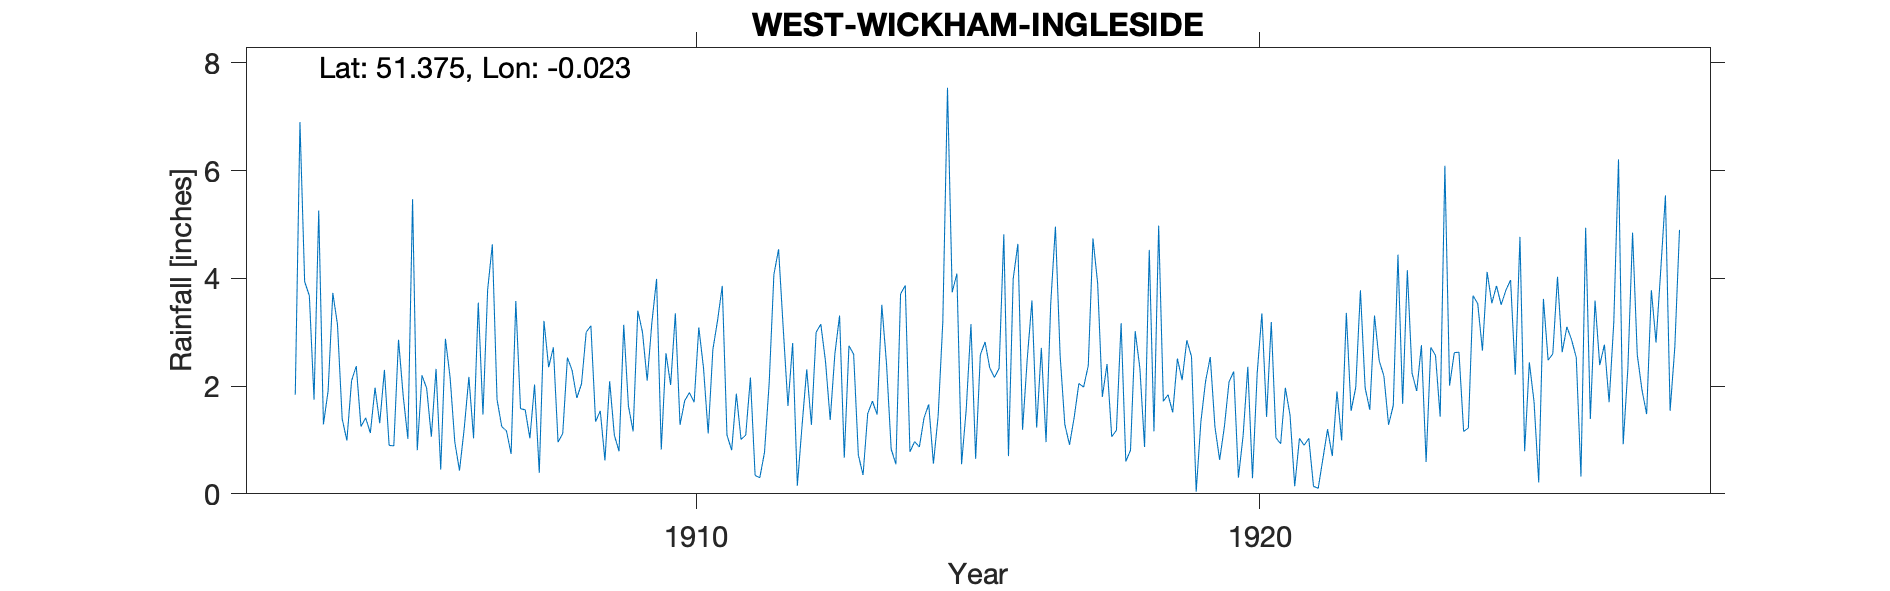 WEST-WICKHAM-INGLESIDE
Lat: 51.375, Lon: -0.023
8
6
4
2
0
Rainfall [inches]
1910
1920
Year